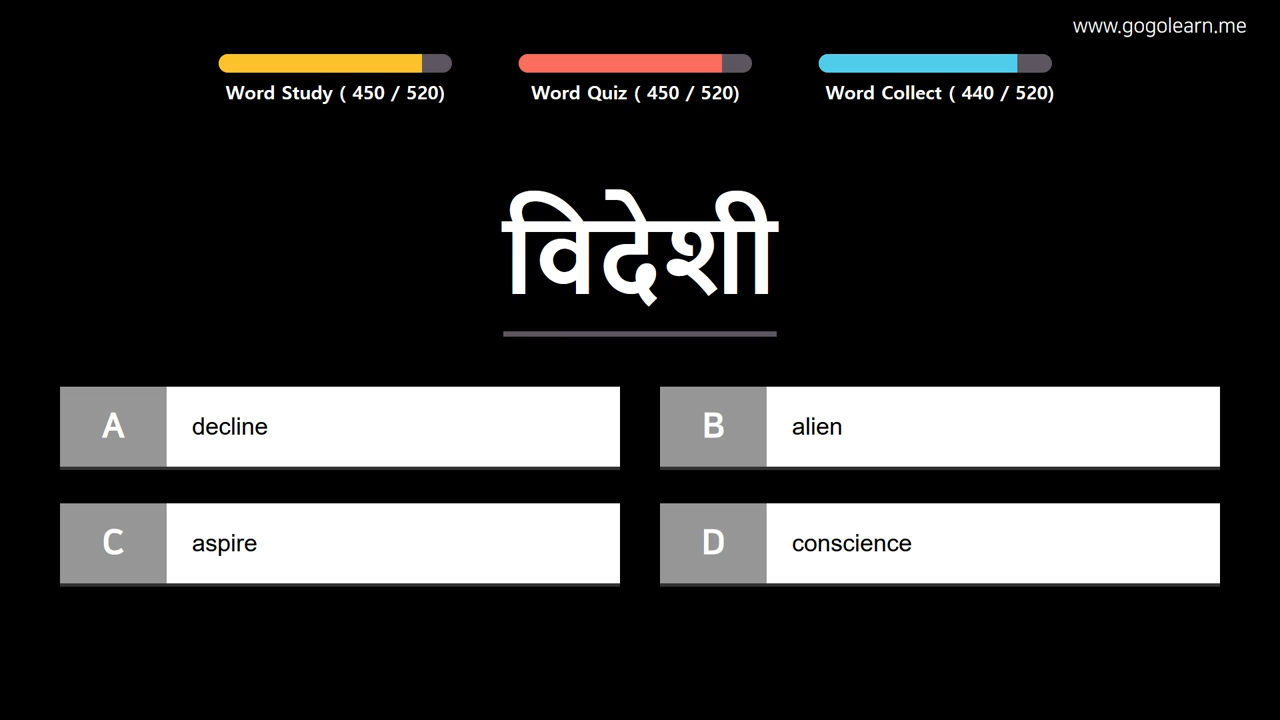 www.gogolearn.me
Word Study ( 450 / 520)
Word Quiz ( 450 / 520)
Word Collect ( 440 / 520)
विदेशी
A decline
B alien
C aspire
D conscience